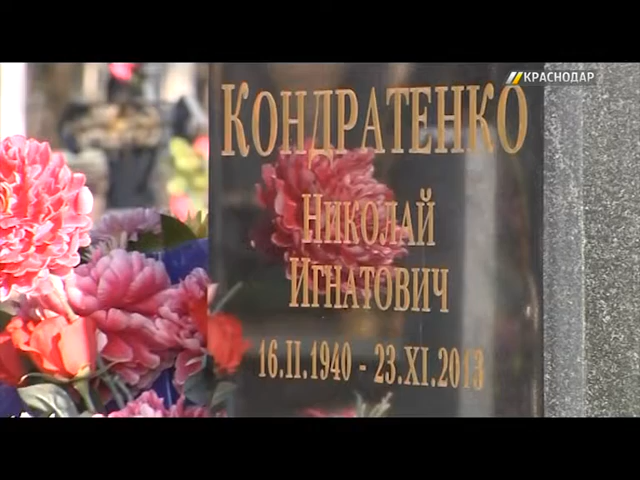 КРАСНОДАР
КОНДРАТЕНКО
НИКОЛАЙ
ИГНАТОВИЧ
16.II.1940 - 23.XI.2013